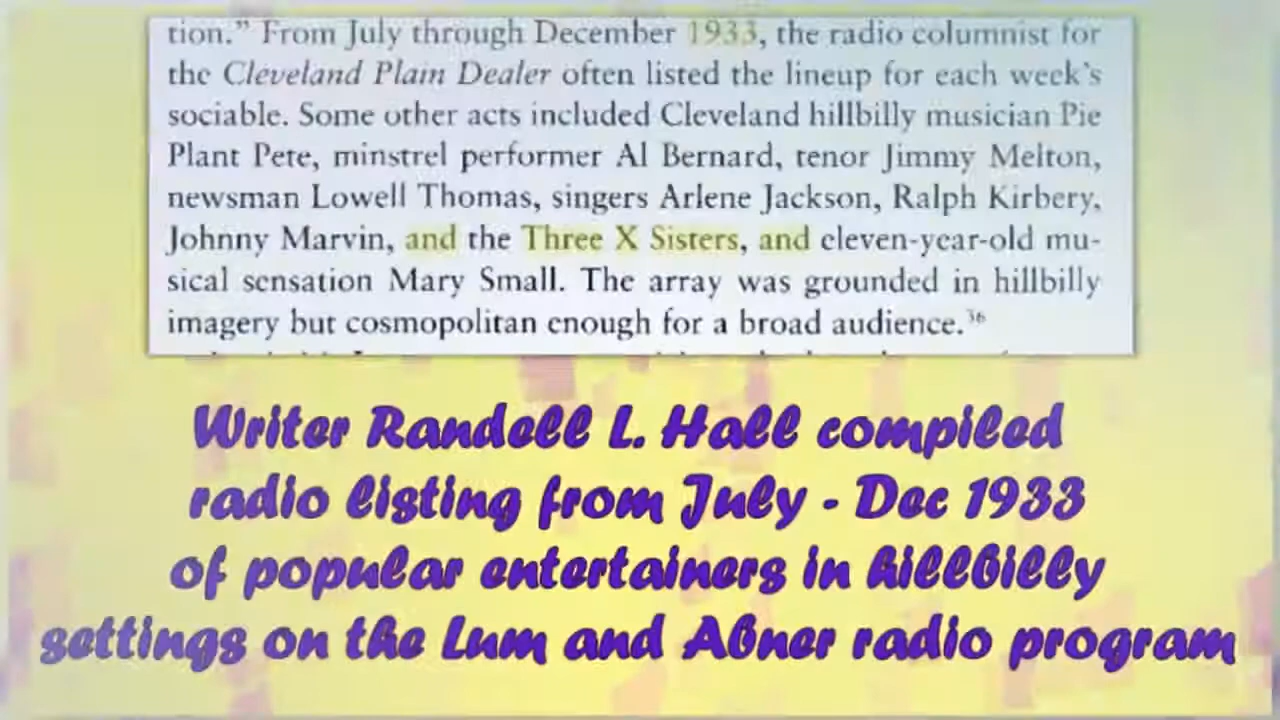 tion.” From July through December 1933, the radio columnist for
the Cleveland Plain Dealer often listed the lineup for each week’s
sociable. Some other acts included Cleveland hillbilly musician Pie
Plant Pete, minstrel performer Al Bernard, tenor Jimmy Melton,
newsman Lowell Thomas, singers Arlene Jackson, Ralph Kirbery,
Johnny Marvin, and the Three X Sisters, and eleven-year-old mu-
sical sensation Mary Small. The array was grounded in hillbilly
imagery but cosmopolitan enough for a broad audience.36
Writer Randell L. Hall compiled
radio listing from July - Dec 1933
of popular entertainers in hillbilly
settings on the Lum and Abner radio program